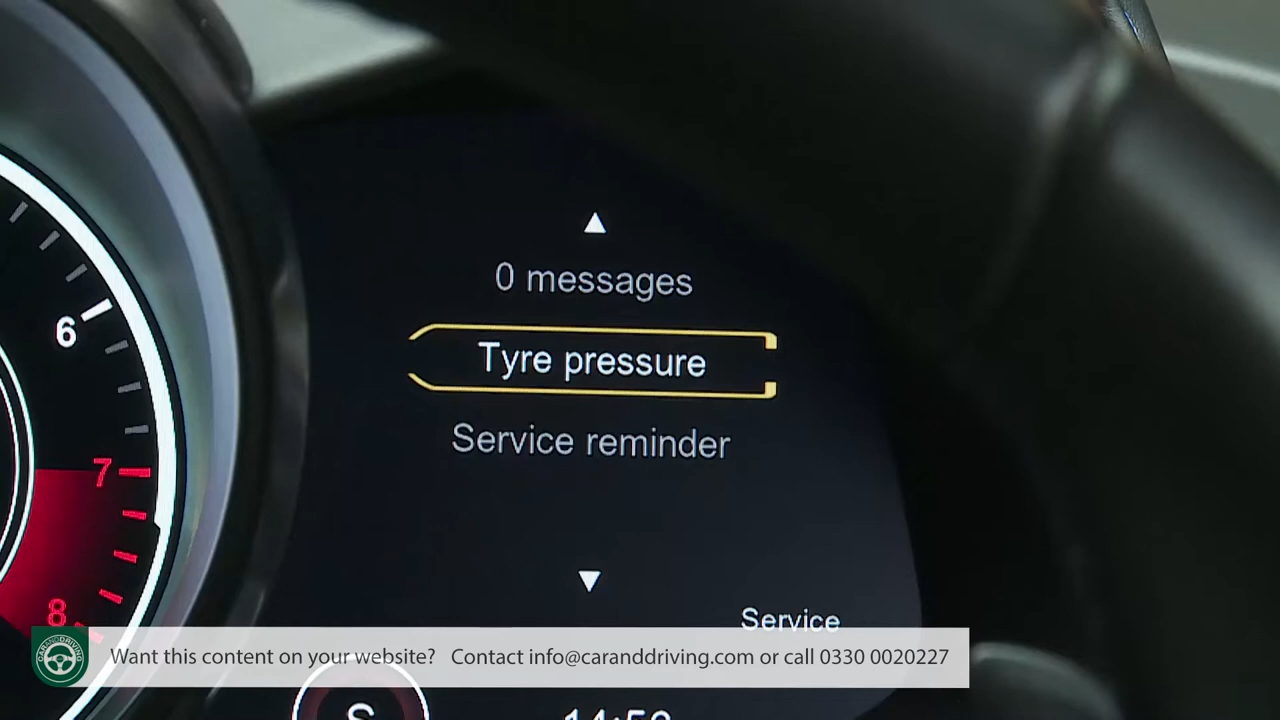 0 messages
6
Tyre pressure
Service reminder
7
8
Service
CARANDDRIVING
Want this content on your website? Contact info@caranddriving.com or call 0330 0020227
S